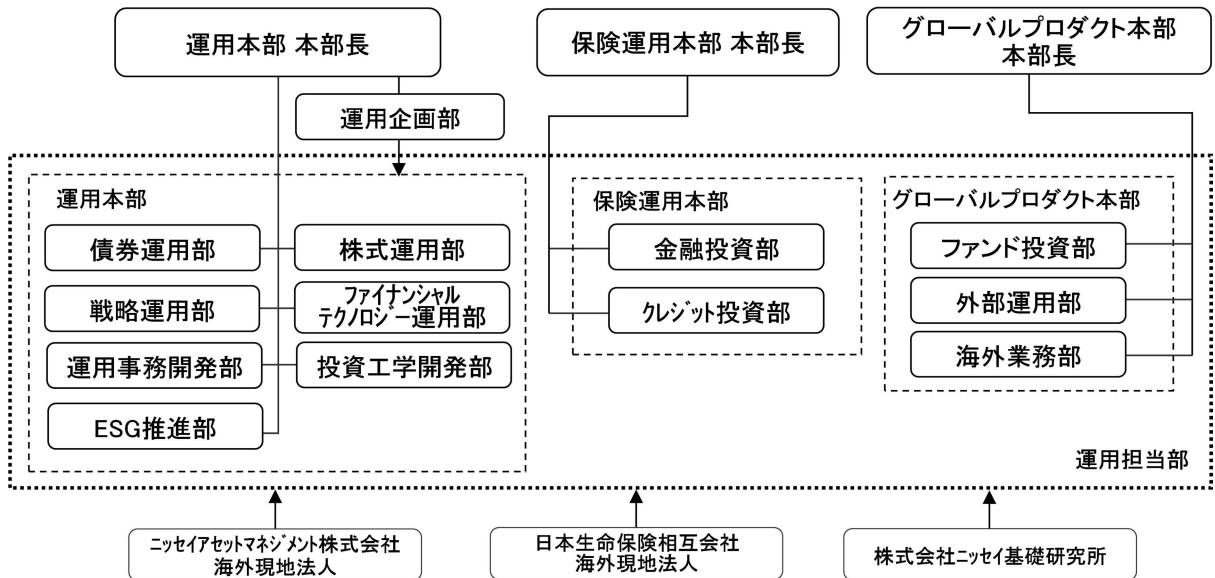 運用本部 本部長
保険運用本部 本部長
グローバルプロダクト本部
本部長
運用企画部
運用本部
債券運用部
株式運用部
戦略運用部
ファイナンシャル
テクノロジー運用部
運用事務開発部
投資工学開発部
ESG推進部
保険運用本部
金融投資部
クレジット投資部
グローバルプロダクト本部
ファンド投資部
外部運用部
海外業務部
運用担当部
ニッセイアセットマネジメント株式会社
海外現地法人
日本生命保険相互会社
海外現地法人
株式会社ニッセイ基礎研究所